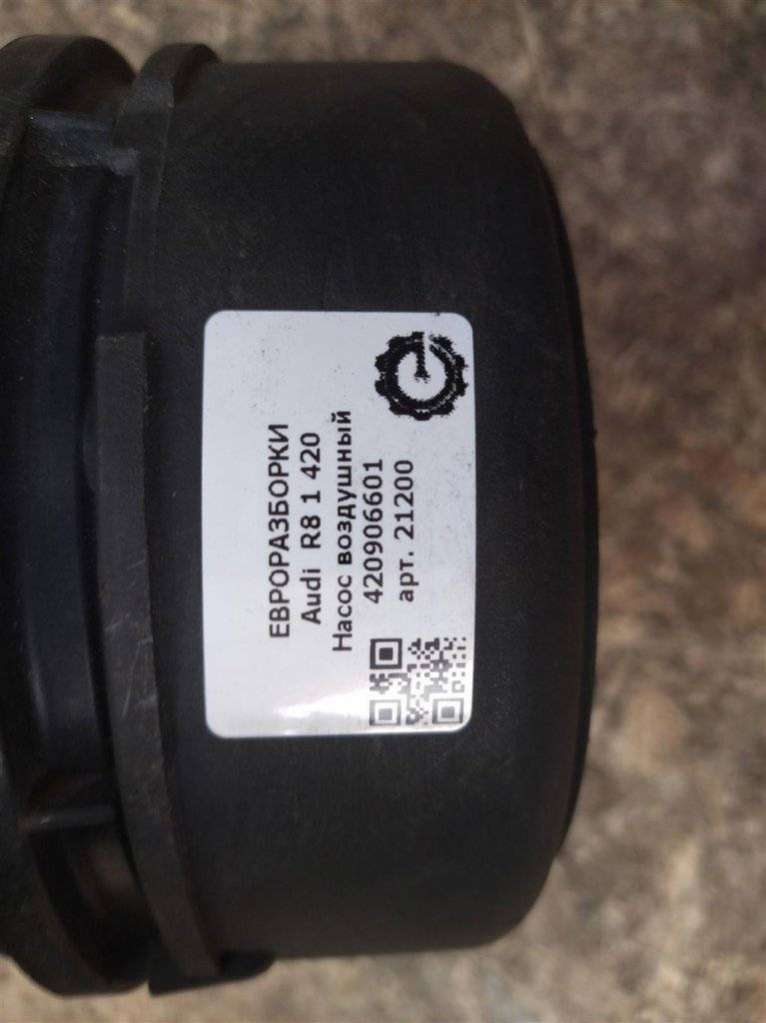 ЕВРОРАЗБОРКИ
Audi R8 1 420
Насос воздушный
420906601
арт. 21200